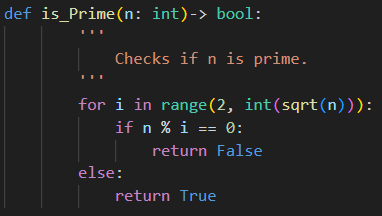 def is_Prime(n: int)-> bool:
        '''
            Checks if n is prime.
        '''
        for i in range(2, int(sqrt(n))):
            if n % i == 0:
                return False
        else:
            return True